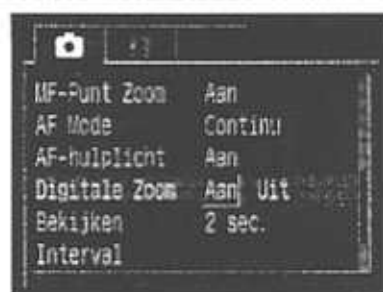 MF-Punt Zoom Aan
AF Mode Continu
AF-hulplicht Aan
Digitale Zoom Aan Uit
Bekijken 2 sec.
Interval